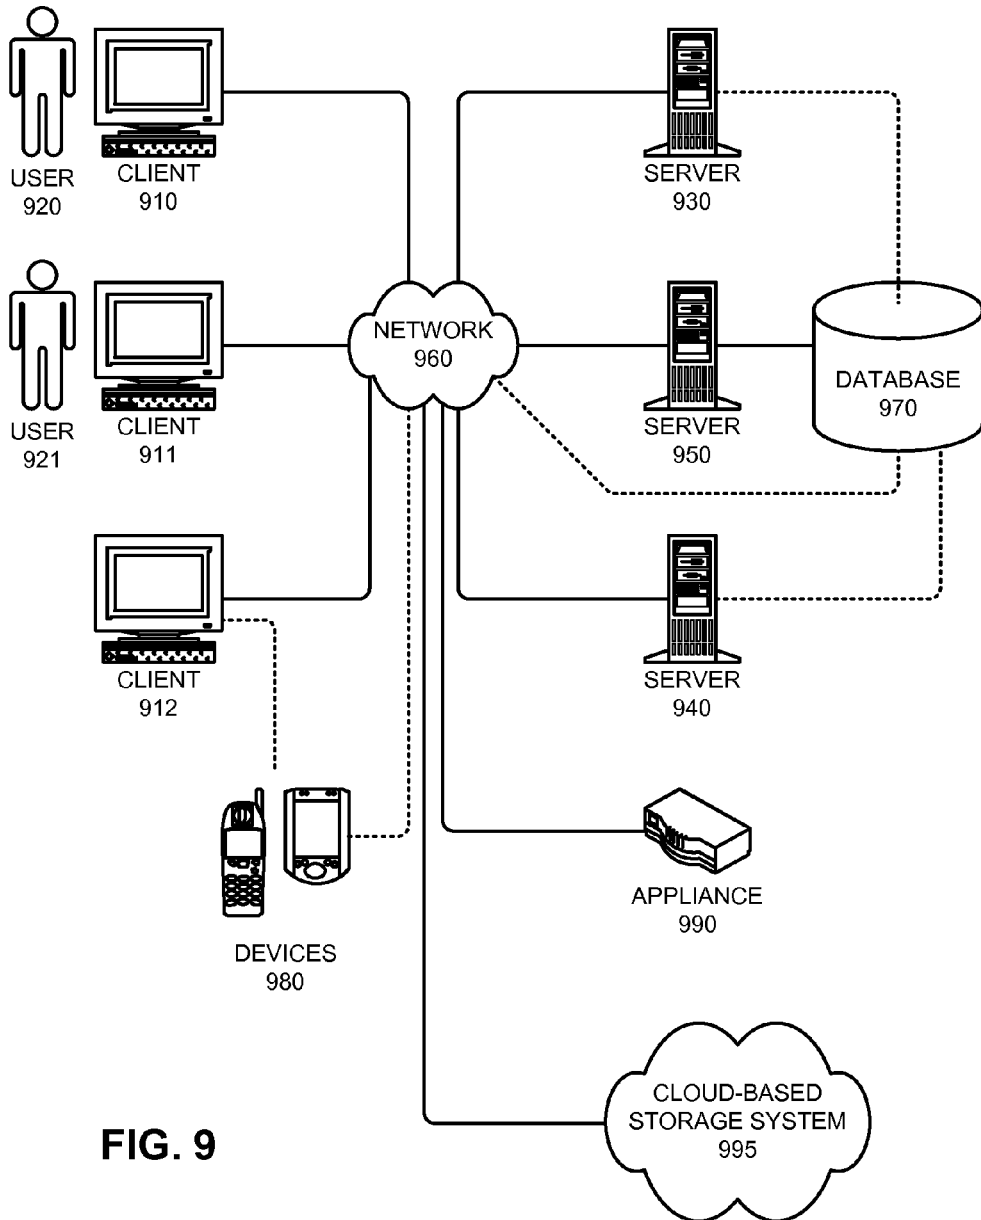 USER
920
CLIENT
910
SERVER
930
USER
921
CLIENT
911
NETWORK
960
SERVER
950
DATABASE
970
CLIENT
912
SERVER
940
DEVICES
980
APPLIANCE
990
CLOUD-BASED
STORAGE SYSTEM
995
FIG. 9